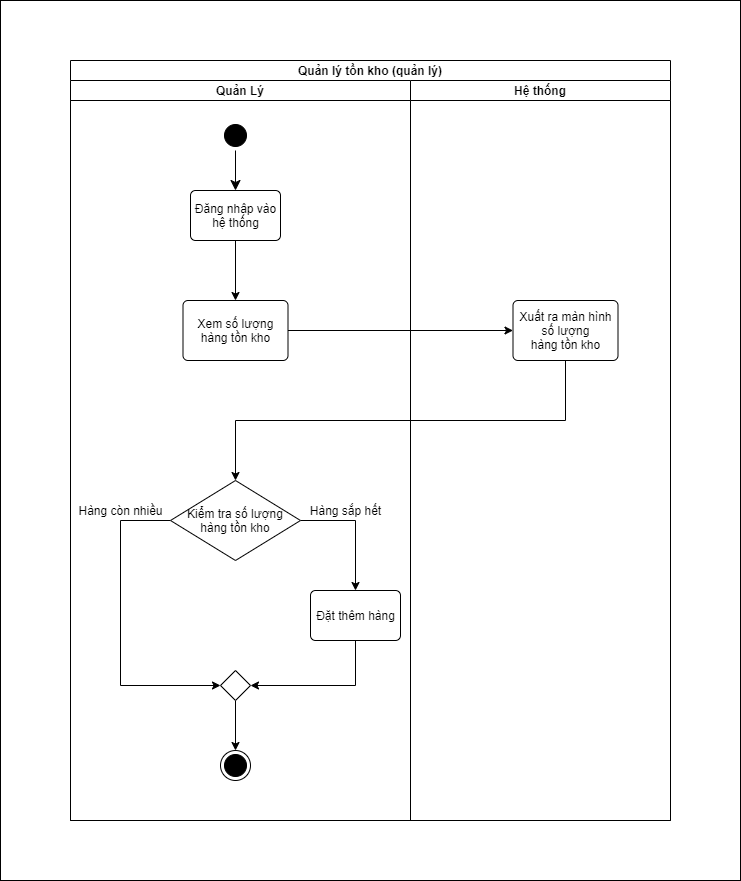 Quản lý tồn kho (quản lý)
Quản Lý
Hệ thống
Đăng nhập vào
hệ thống
Xem số lượng
hàng tồn kho
Xuất ra màn hình
số lượng
hàng tồn kho
Hàng còn nhiều
Kiểm tra số lượng
hàng tồn kho
Hàng sắp hết
Đặt thêm hàng